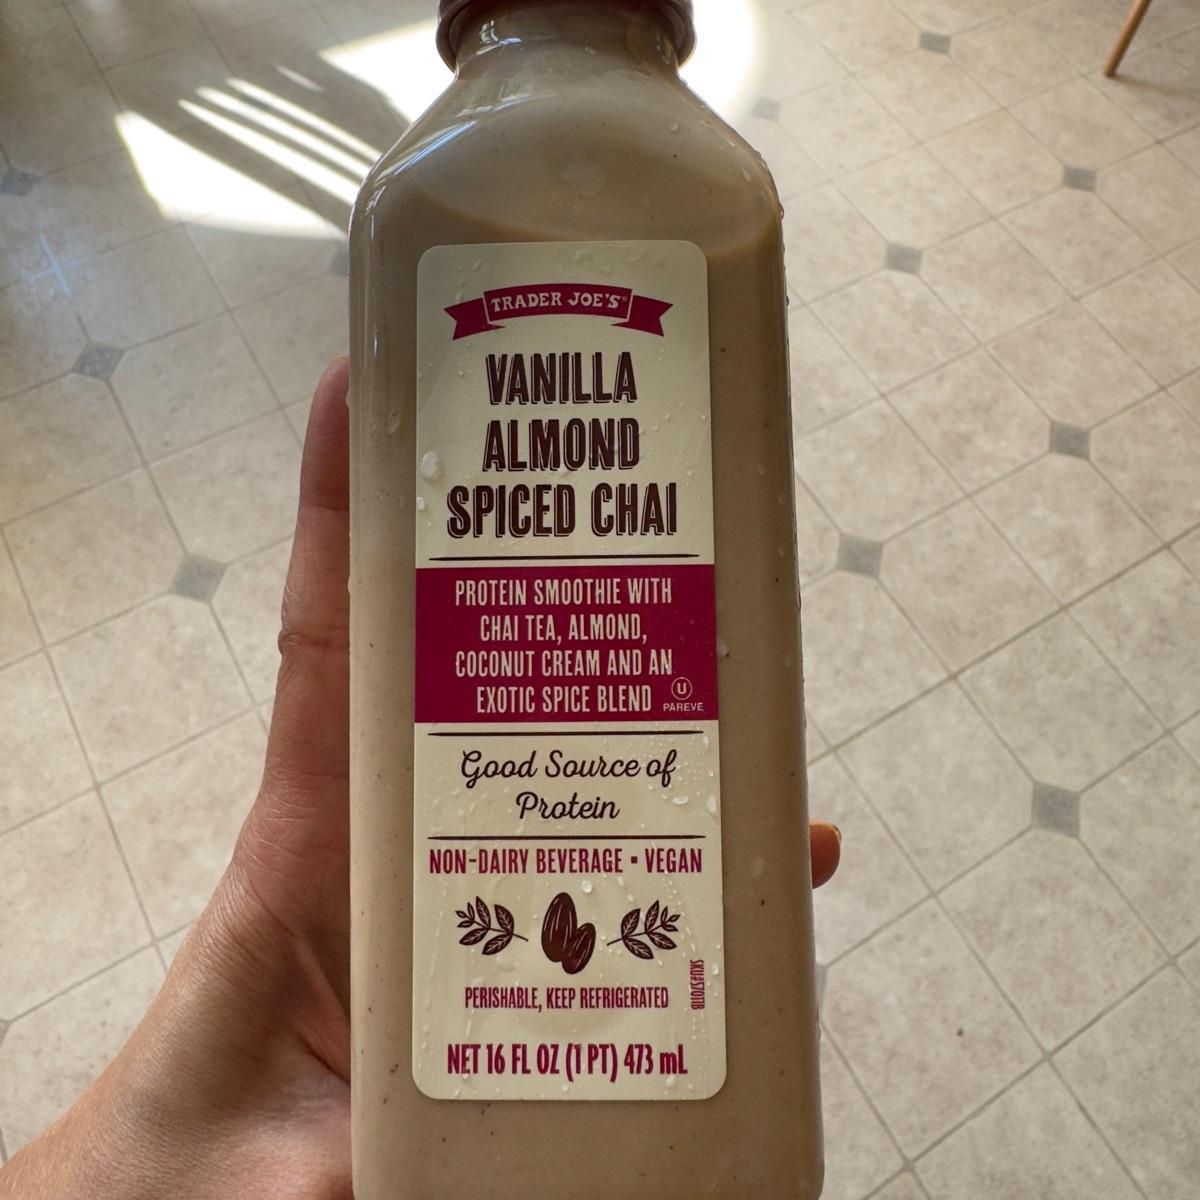 TRADER JOE'S®
VANILLA
ALMOND
SPICED CHAI
PROTEIN SMOOTHIE WITH
CHAI TEA, ALMOND,
COCONUT CREAM AND AN
EXOTIC SPICE BLEND
U
PAREVE
Good Source of
Protein
NON-DAIRY BEVERAGE • VEGAN
PERISHABLE, KEEP REFRIGERATED
NET 16 FL OZ (1 PT) 473 mL